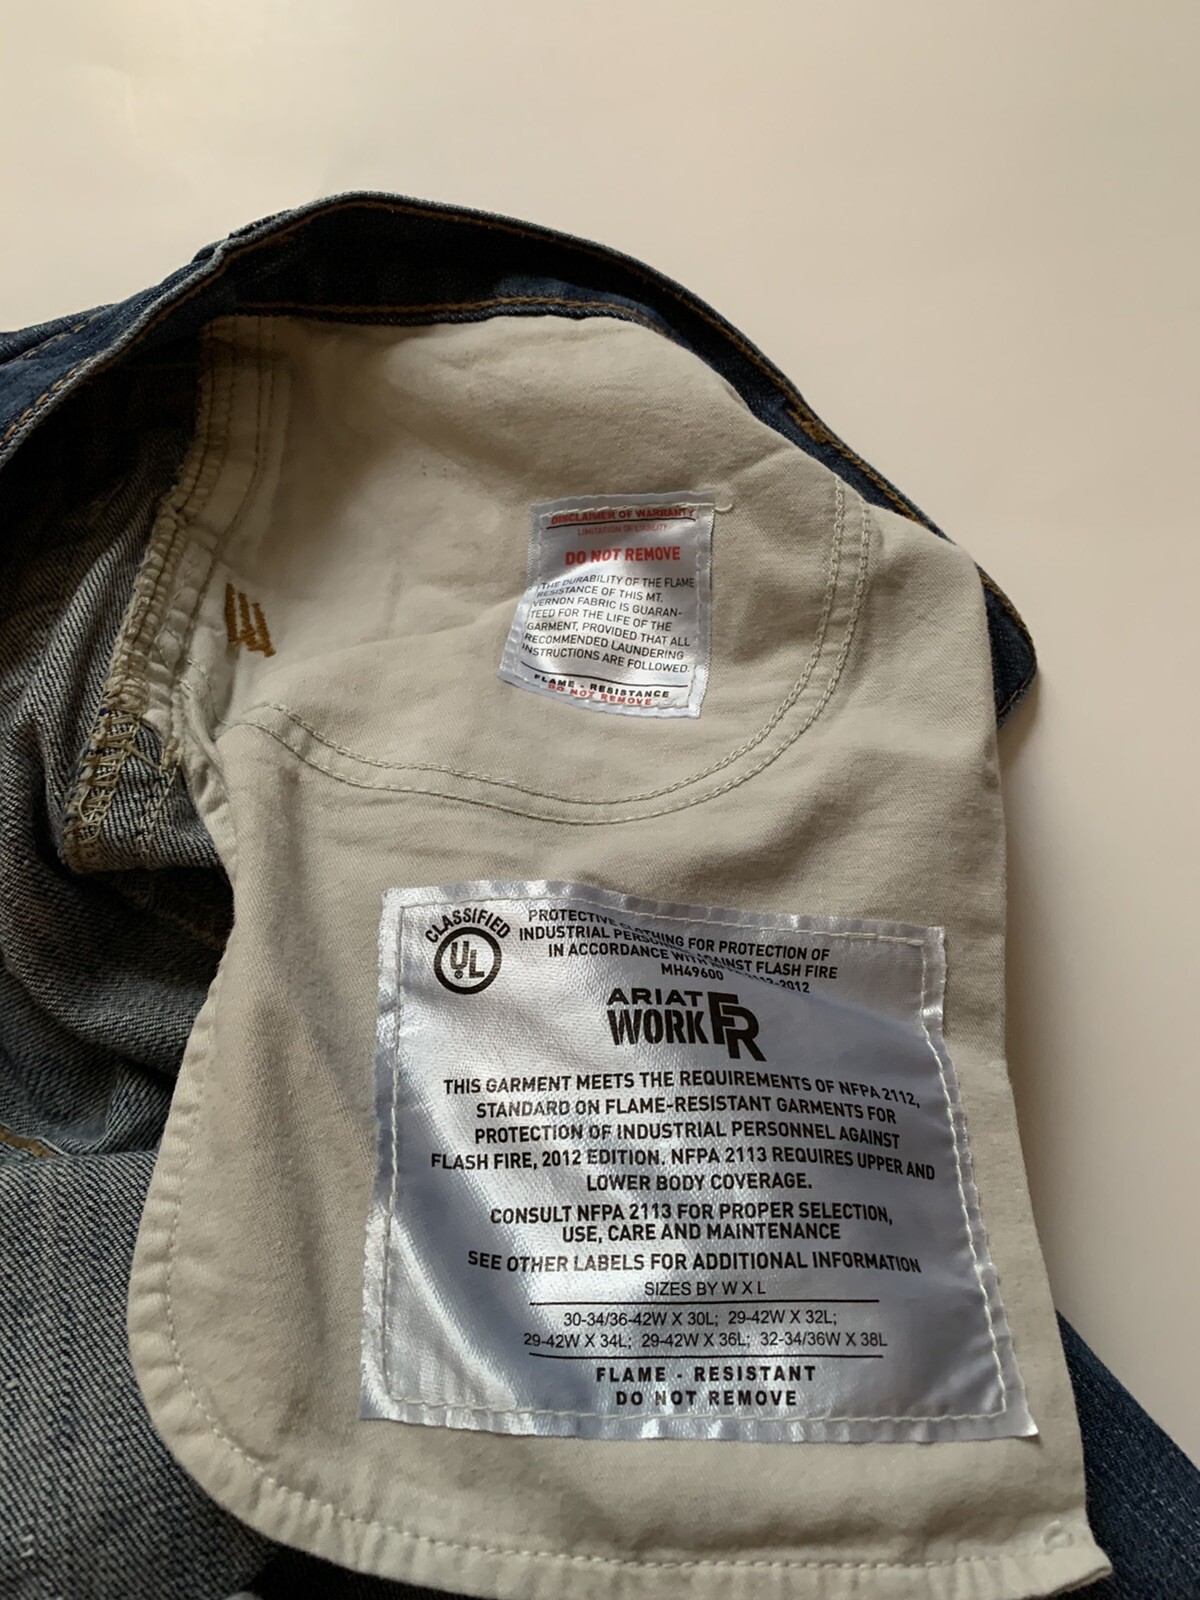 DISCLAIMER OF WARRANTY
LIMITATION OF LIABILITY
DO NOT REMOVE
THE DURABILITY OF THE FLAME
RESISTANCE OF THIS MT.
VERNON FABRIC IS GUARAN-
TEED FOR THE LIFE OF THE
GARMENT, PROVIDED THAT ALL
RECOMMENDED LAUNDERING
INSTRUCTIONS ARE FOLLOWED.
FLAME - RESISTANCE
DO NOT REMOVE
CLASSIFIED
UL
PROTECTIVE CLOTHING FOR PROTECTION OF
INDUSTRIAL PERSONNEL AGAINST FLASH FIRE
IN ACCORDANCE WITH 2112-2012
MH49600
ARIAT
WORK FR
THIS GARMENT MEETS THE REQUIREMENTS OF NFPA 2112,
STANDARD ON FLAME-RESISTANT GARMENTS FOR
PROTECTION OF INDUSTRIAL PERSONNEL AGAINST
FLASH FIRE, 2012 EDITION. NFPA 2113 REQUIRES UPPER AND
LOWER BODY COVERAGE.
CONSULT NFPA 2113 FOR PROPER SELECTION,
USE, CARE AND MAINTENANCE
SEE OTHER LABELS FOR ADDITIONAL INFORMATION
SIZES BY W X L
30-34/36-42W X 30L; 29-42W X 32L;
29-42W X 34L; 29-42W X 36L; 32-34/36W X 38L
FLAME - RESISTANT
DO NOT REMOVE